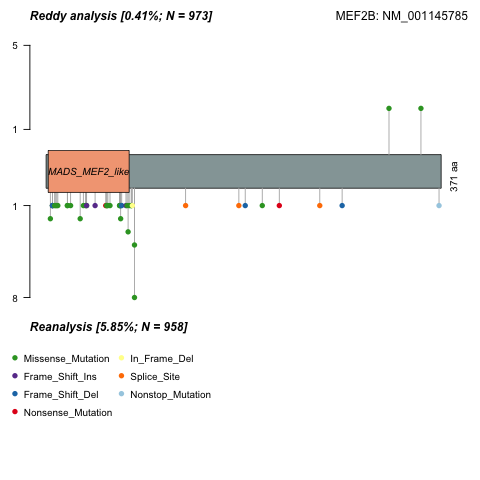 Reddy analysis [0.41%; N = 973]
MEF2B: NM_001145785
5
1
MADS_MEF2_like
371 aa
1
8
Reanalysis [5.85%; N = 958]
Missense_Mutation
In_Frame_Del
Frame_Shift_Ins
Splice_Site
Frame_Shift_Del
Nonstop_Mutation
Nonsense_Mutation